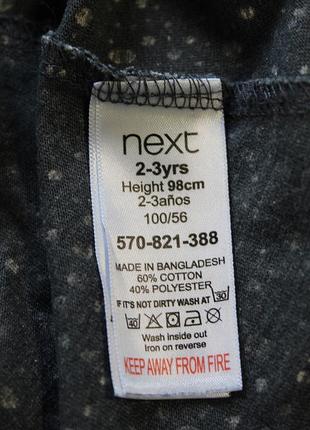 next
2-3yrs
Height 98cm
2-3años
100/56
570-821-388
MADE IN BANGLADESH
60% COTTON
40% POLYESTER
IF IT'S NOT DIRTY WASH AT 30
40
Wash inside out
Iron on reverse
KEEP AWAY FROM FIRE